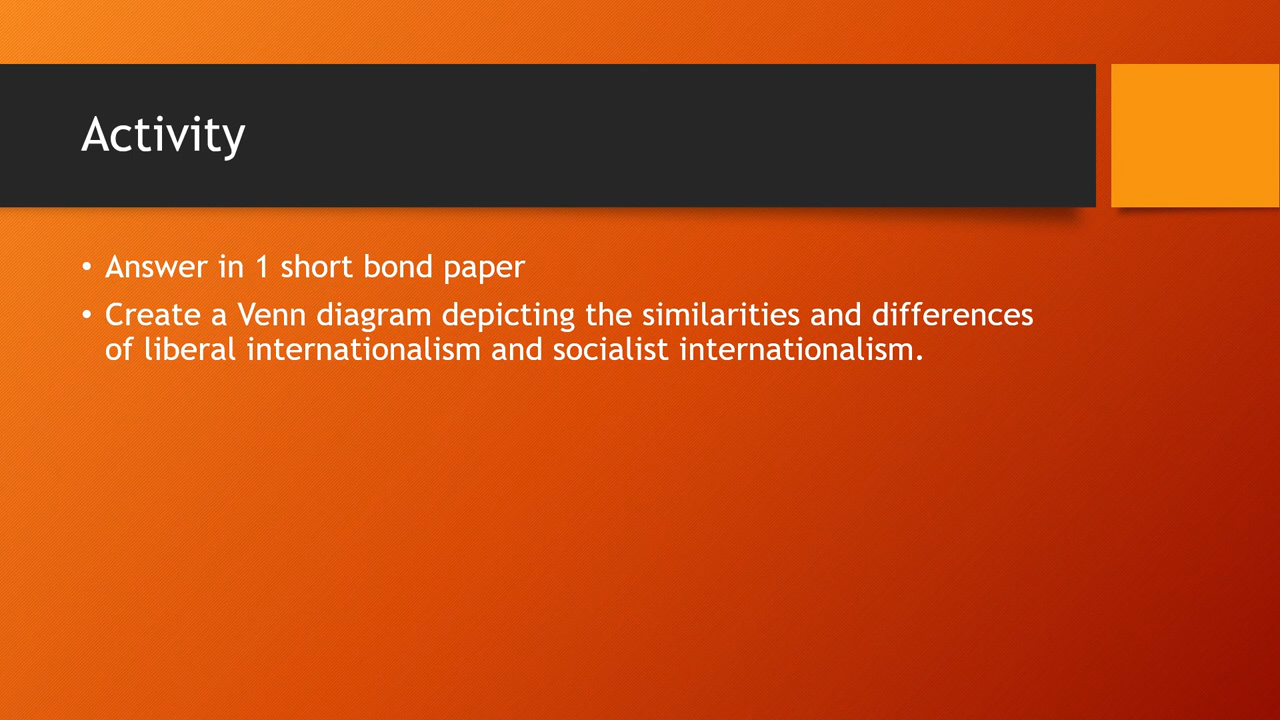 Activity
• Answer in 1 short bond paper
• Create a Venn diagram depicting the similarities and differences
of liberal internationalism and socialist internationalism.